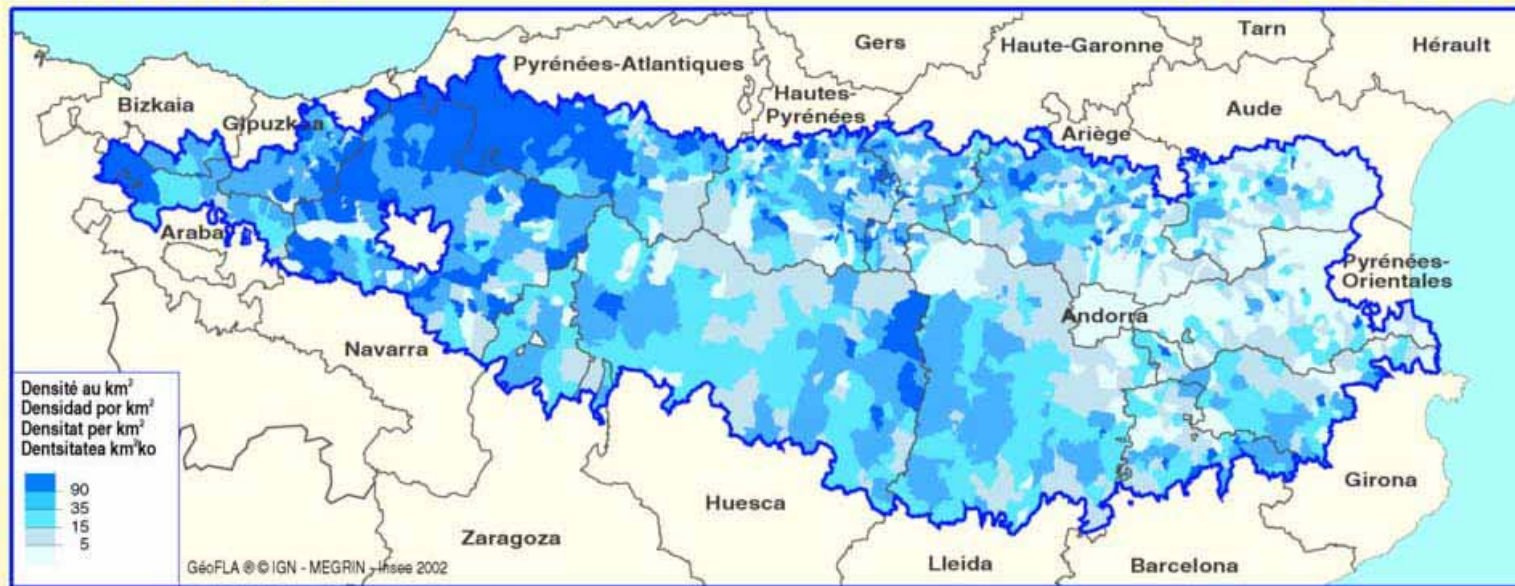 Tarn
Gers
Haute-Garonne
Hérault
Pyrénées-Atlantiques
Hautes-
Pyrénées
Bizkaia
Gipuzkoa
Aude
Ariège
Araba
Pyrénées-
Orientales
Andorra
Navarra
Densité au km²
Densidad por km²
Densitat per km²
Dentsitatea km²ko
90
35
15
5
Huesca
Girona
Zaragoza
Lleida
Barcelona
GéoFLA ® © IGN - MEGRIN - Insee 2002